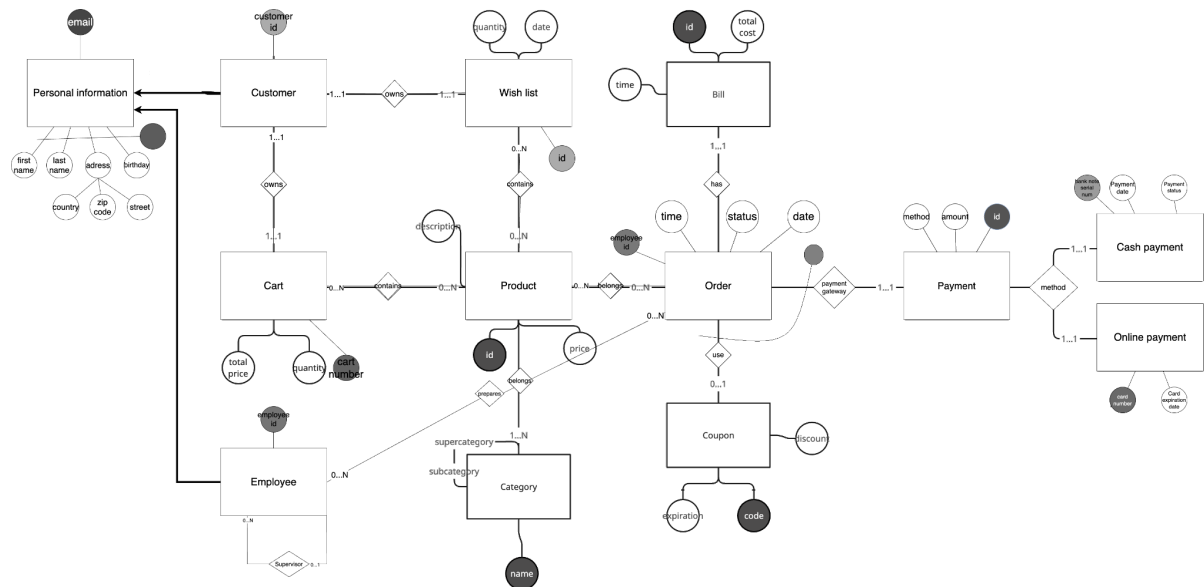 email
customer
id
quantity
date
id
total
cost
time
Personal information
Customer
1...1
owns
1...1
Wish list
Bill
first
name
last
name
adress
birthday
country
zip
code
street
1...1
0...N
id
1...1
owns
contains
has
1...1
0...N
description
time
status
date
employee
id
method
amount
id
bank note
serial
num
Payment
date
Payment
status
Cart
0...N
contains
0...N
Product
0...N
belongs
0...N
Order
payment
gateway
1...1
Payment
method
1...1
Cash payment
1...1
Online payment
0...N
total
price
quantity
cart
number
id
price
belongs
prepares
use
0...1
card
number
Card
expiration
date
employee
id
Employee
0...N
0...N
Supervisor
0...1
1...N
supercategory
subcategory
Category
name
Coupon
discount
expiration
code